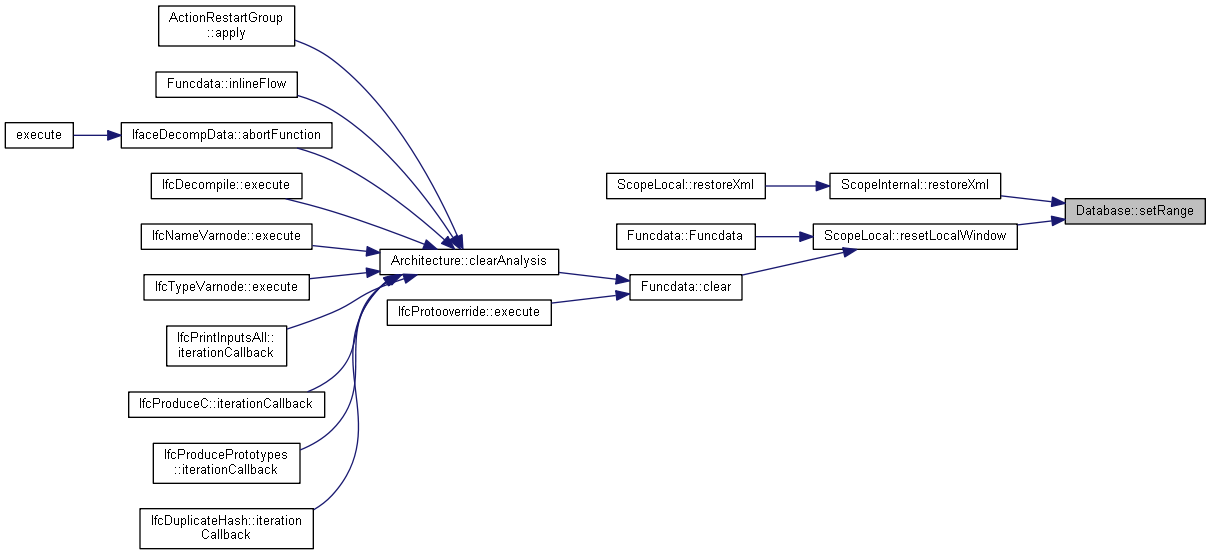 ActionRestartGroup
::apply
Funcdata::inlineFlow
execute
IfaceDecompData::abortFunction
IfcDecompile::execute
ScopeLocal::restoreXml
ScopeInternal::restoreXml
Database::setRange
IfcNameVarnode::execute
Funcdata::Funcdata
ScopeLocal::resetLocalWindow
Architecture::clearAnalysis
IfcTypeVarnode::execute
Funcdata::clear
IfcProtooverride::execute
IfcPrintInputsAll::
iterationCallback
IfcProduceC::iterationCallback
IfcProducePrototypes
::iterationCallback
IfcDuplicateHash::iteration
Callback